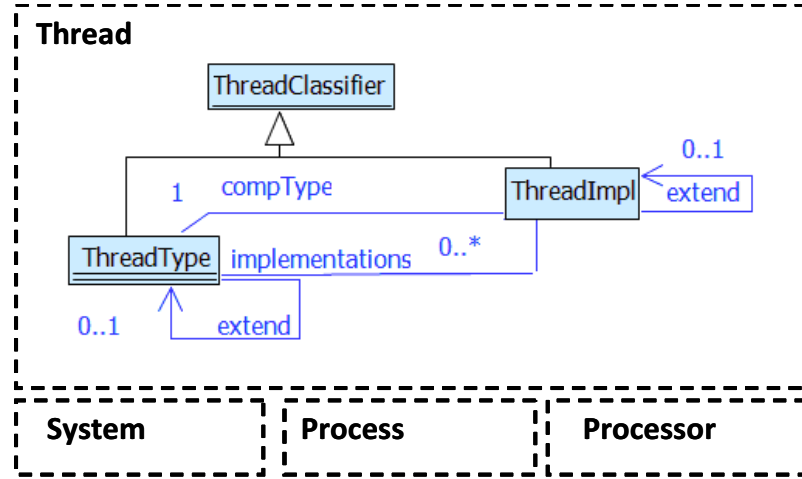 Thread
ThreadClassifier
0..1
1 compType
ThreadImpl extend
ThreadType implementations 0..*
0..1 extend
System Process Processor